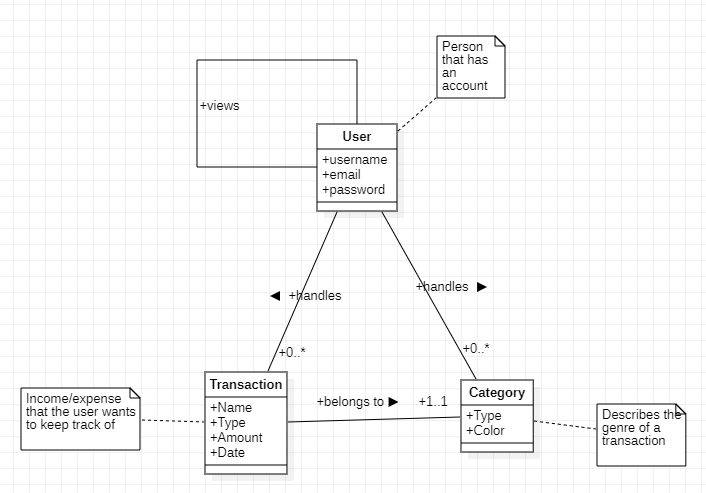 Person
that has
an
account
+views
User
+username
+email
+password
+handles
+handles
+0..*
+0..*
Transaction
+Name
+Type
+Amount
+Date
+belongs to
+1..1
Category
+Type
+Color
Income/expense
that the user wants
to keep track of
Describes the
genre of a
transaction